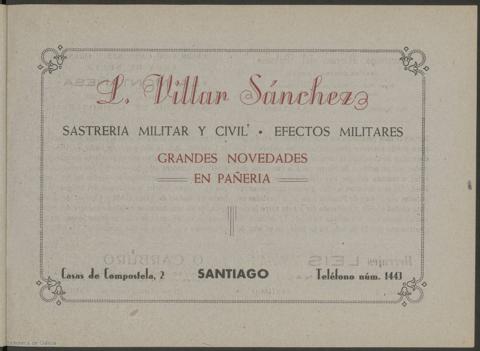 L. Villar Sánchez
SASTRERIA MILITAR Y CIVIL • EFECTOS MILITARES
GRANDES NOVEDADES
EN PAÑERIA
Casas de Compostela, 2 SANTIAGO Teléfono núm. 1443